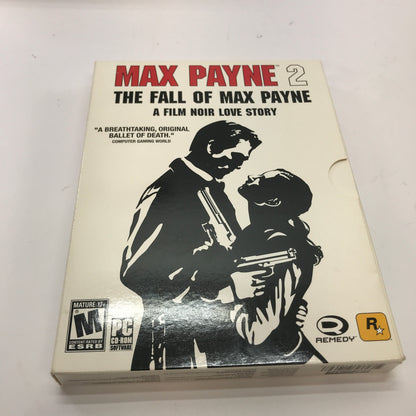 MAX PAYNE™ 2
THE FALL OF MAX PAYNE
A FILM NOIR LOVE STORY
"A BREATHTAKING, ORIGINAL
BALLET OF DEATH."
COMPUTER GAMING WORLD
MATURE 17+
M
CONTENT RATED BY
ESRB
PC
CD-ROM
SOFTWARE
REMEDY
R